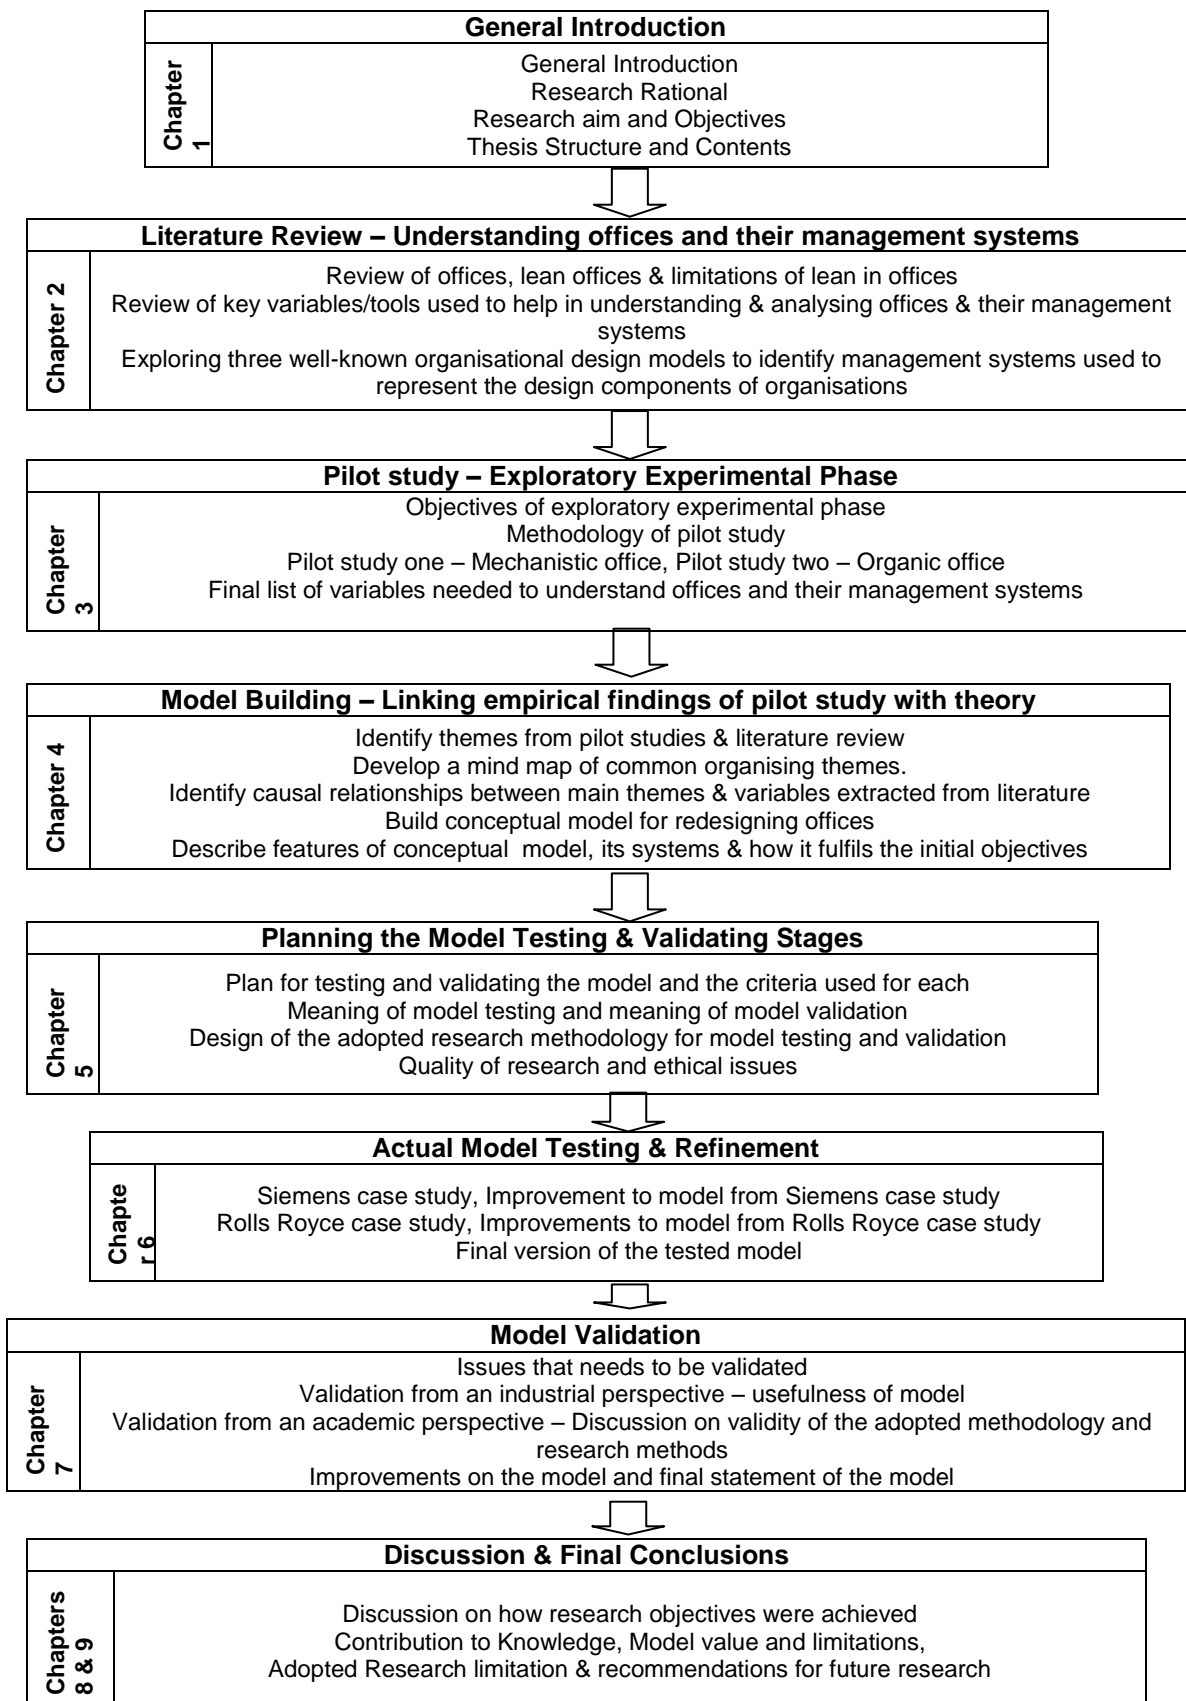 General Introduction
Chapter
1
General Introduction
Research Rational
Research aim and Objectives
Thesis Structure and Contents
Literature Review – Understanding offices and their management systems
Chapter 2
Review of offices, lean offices & limitations of lean in offices
Review of key variables/tools used to help in understanding & analysing offices & their management
systems
Exploring three well-known organisational design models to identify management systems used to
represent the design components of organisations
Pilot study – Exploratory Experimental Phase
Chapter
3
Objectives of exploratory experimental phase
Methodology of pilot study
Pilot study one – Mechanistic office, Pilot study two – Organic office
Final list of variables needed to understand offices and their management systems
Model Building – Linking empirical findings of pilot study with theory
Chapter 4
Identify themes from pilot studies & literature review
Develop a mind map of common organising themes.
Identify causal relationships between main themes & variables extracted from literature
Build conceptual model for redesigning offices
Describe features of conceptual model, its systems & how it fulfils the initial objectives
Planning the Model Testing & Validating Stages
Chapter
5
Plan for testing and validating the model and the criteria used for each
Meaning of model testing and meaning of model validation
Design of the adopted research methodology for model testing and validation
Quality of research and ethical issues
Actual Model Testing & Refinement
Chapte
r 6
Siemens case study, Improvement to model from Siemens case study
Rolls Royce case study, Improvements to model from Rolls Royce case study
Final version of the tested model
Model Validation
Chapter
7
Issues that needs to be validated
Validation from an industrial perspective – usefulness of model
Validation from an academic perspective – Discussion on validity of the adopted methodology and
research methods
Improvements on the model and final statement of the model
Discussion & Final Conclusions
Chapters
8 & 9
Discussion on how research objectives were achieved
Contribution to Knowledge, Model value and limitations,
Adopted Research limitation & recommendations for future research